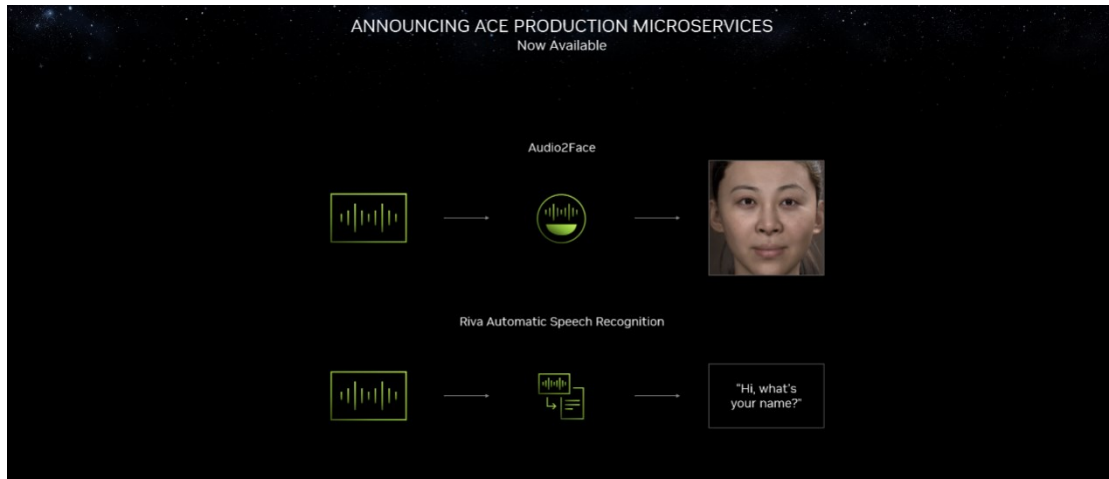 ANNOUNCING ACE PRODUCTION MICROSERVICES
Now Available
Audio2Face
Riva Automatic Speech Recognition
"Hi, what's
your name?"